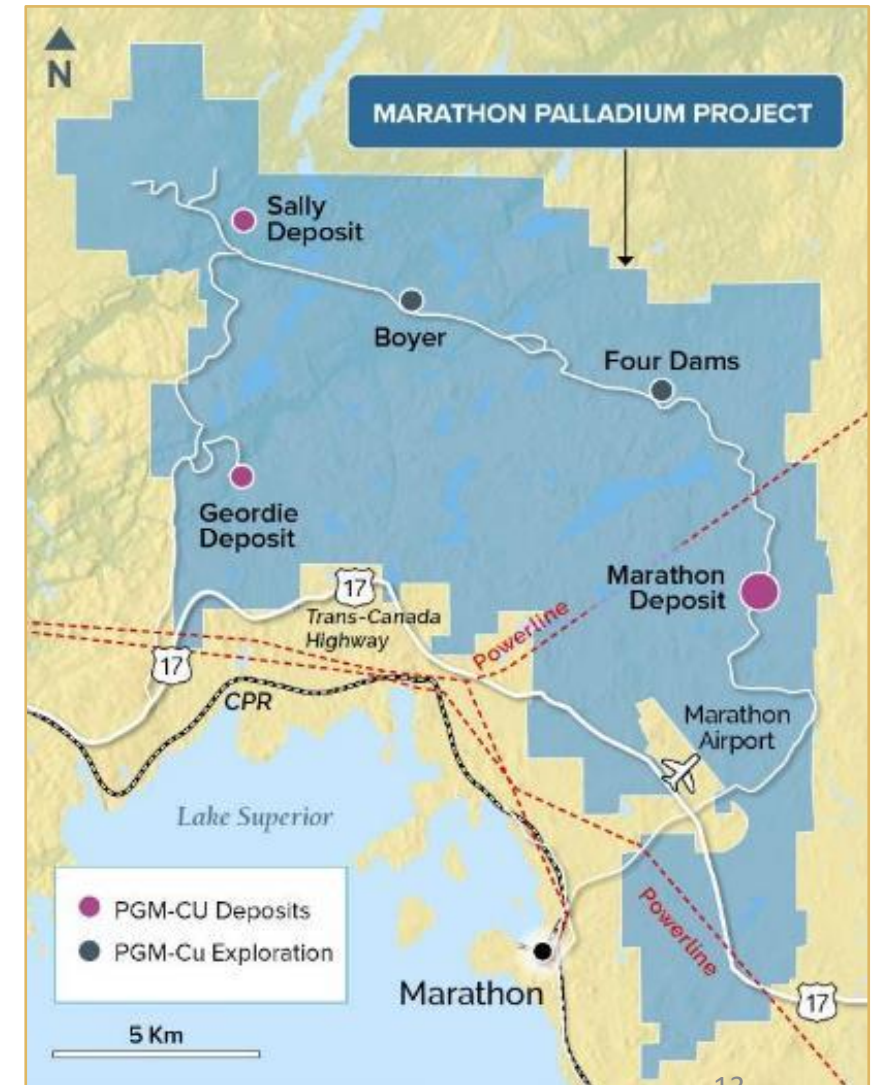 N
MARATHON PALLADIUM PROJECT
Sally
Deposit
Boyer
Four Dams
Geordie
Deposit
Marathon
Deposit
17
Trans-Canada
Highway
Powerline
17
CPR
Marathon
Airport
Lake Superior
PGM-CU Deposits
PGM-Cu Exploration
Powerline
Marathon
17
5 Km